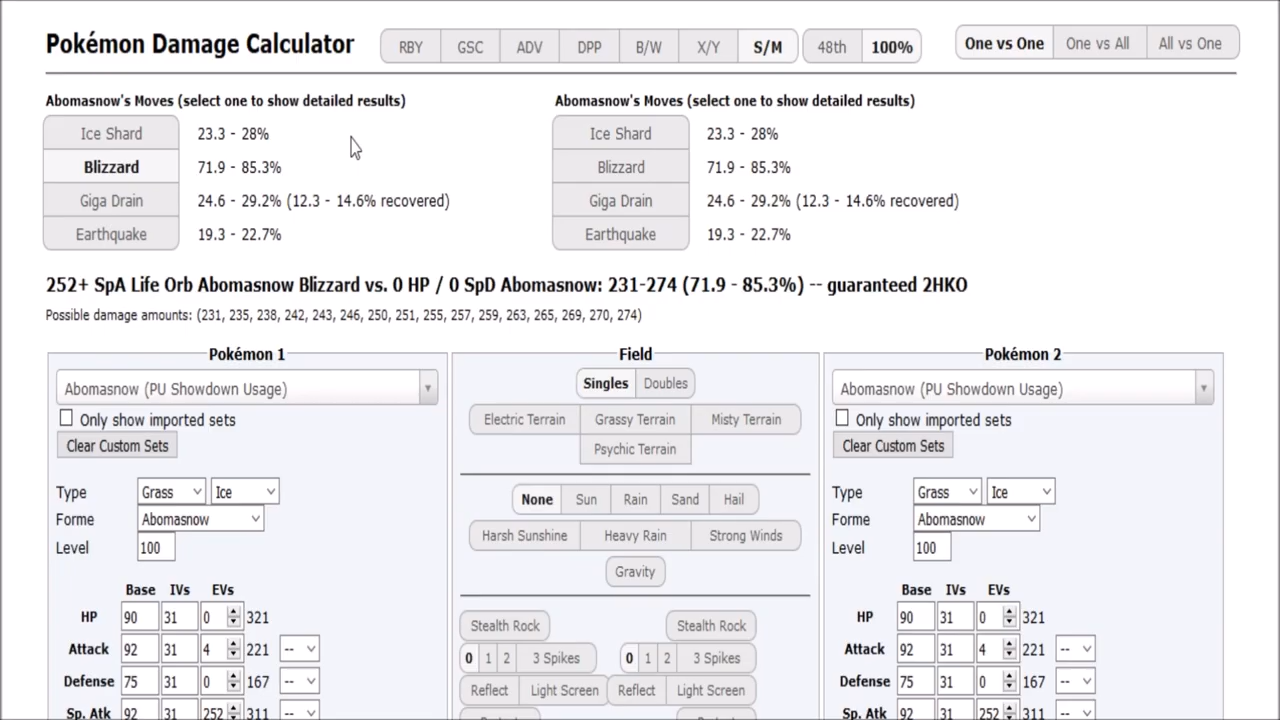 Pokémon Damage Calculator
RBY GSC ADV DPP B/W X/Y S/M 48th 100% One vs One One vs All All vs One
Abomasnow's Moves (select one to show detailed results)
Ice Shard 23.3 - 28%
Blizzard 71.9 - 85.3%
Giga Drain 24.6 - 29.2% (12.3 - 14.6% recovered)
Earthquake 19.3 - 22.7%
Abomasnow's Moves (select one to show detailed results)
Ice Shard 23.3 - 28%
Blizzard 71.9 - 85.3%
Giga Drain 24.6 - 29.2% (12.3 - 14.6% recovered)
Earthquake 19.3 - 22.7%
252+ SpA Life Orb Abomasnow Blizzard vs. 0 HP / 0 SpD Abomasnow: 231-274 (71.9 - 85.3%) -- guaranteed 2HKO
Possible damage amounts: (231, 235, 238, 242, 243, 246, 250, 251, 255, 257, 259, 263, 265, 269, 270, 274)
Pokémon 1
Abomasnow (PU Showdown Usage)
Only show imported sets
Clear Custom Sets
Type Grass Ice
Forme Abomasnow
Level 100
Base IVs EVs
HP 90 31 0 321
Attack 92 31 4 221 --
Defense 75 31 0 167 --
Sp. Atk 92 31 252 311 --
Field
Singles Doubles
Electric Terrain Grassy Terrain Misty Terrain
Psychic Terrain
None Sun Rain Sand Hail
Harsh Sunshine Heavy Rain Strong Winds
Gravity
Stealth Rock Stealth Rock
0 1 2 3 Spikes 0 1 2 3 Spikes
Reflect Light Screen Reflect Light Screen
Pokémon 2
Abomasnow (PU Showdown Usage)
Only show imported sets
Clear Custom Sets
Type Grass Ice
Forme Abomasnow
Level 100
Base IVs EVs
HP 90 31 0 321
Attack 92 31 4 221 --
Defense 75 31 0 167 --
Sp. Atk 92 31 252 311 --